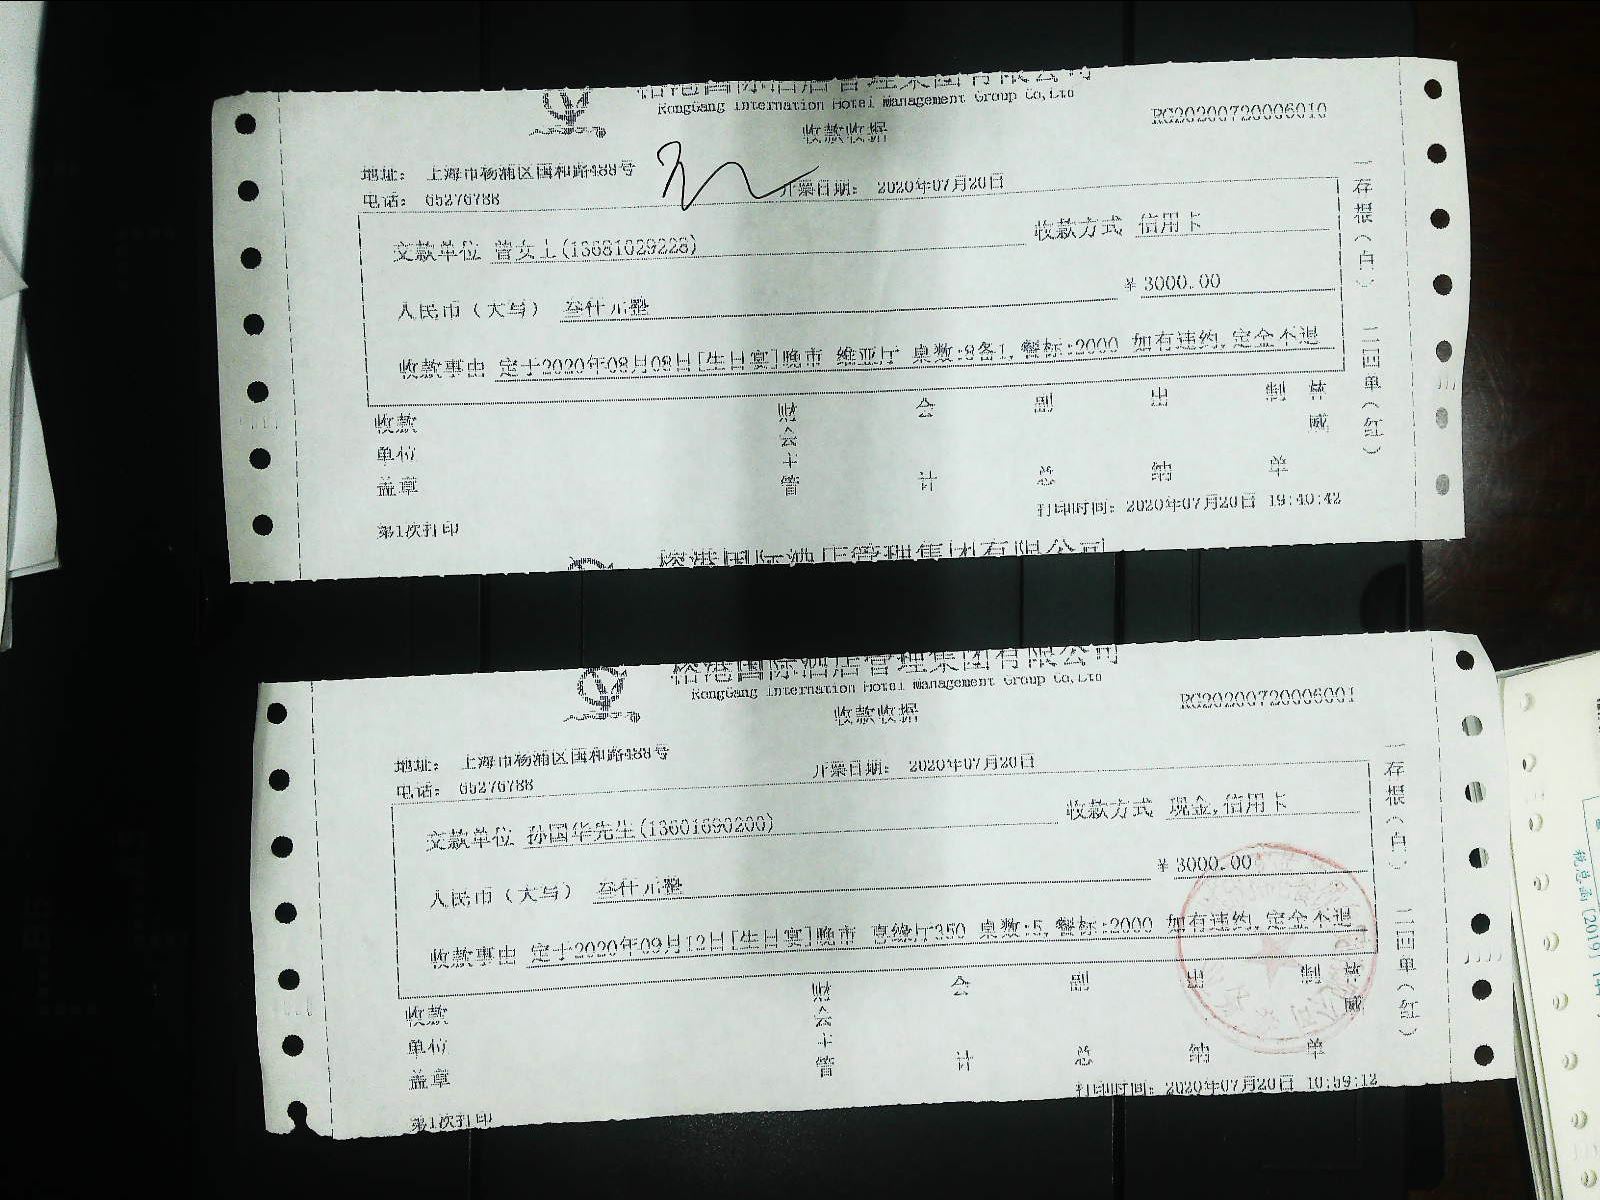 RongGang Internation Hotel Management Group Co,Ltd
收款收据
RG20200720006010
地址： 上海市杨浦区国和路488号
电话： 65276788
开票日期： 2020年07月20日
交款单位 曾女士(13681029228)
收款方式 信用卡
人民币（大写） 叁仟元整
¥ 3000.00
收款事由 定于2020年08月08日[生日宴]晚市 维亚厅 桌数:8备1,餐标:2000 如有违约,定金不退
一存根（白） 二回单（红）
收款单位盖章
财会主管
会计
副总
出纳
制单
第1次打印
打印时间： 2020年07月20日 19:40:42
榕港国际酒店管理集团有限公司
榕港国际酒店管理集团有限公司
RongGang Internation Hotel Management Group Co,Ltd
收款收据
RG20200720006001
地址： 上海市杨浦区国和路488号
电话： 65276788
开票日期： 2020年07月20日
交款单位 孙国华先生(13601690200)
收款方式 现金,信用卡
人民币（大写） 叁仟元整
¥ 3000.00
收款事由 定于2020年09月12日[生日宴]晚市 喜缘厅350 桌数:5,餐标:2000 如有违约,定金不退
一存根（白） 二回单（红）
收款单位盖章
财会主管
会计
副总
出纳
制单
第1次打印
打印时间： 2020年07月20日 10:59:12